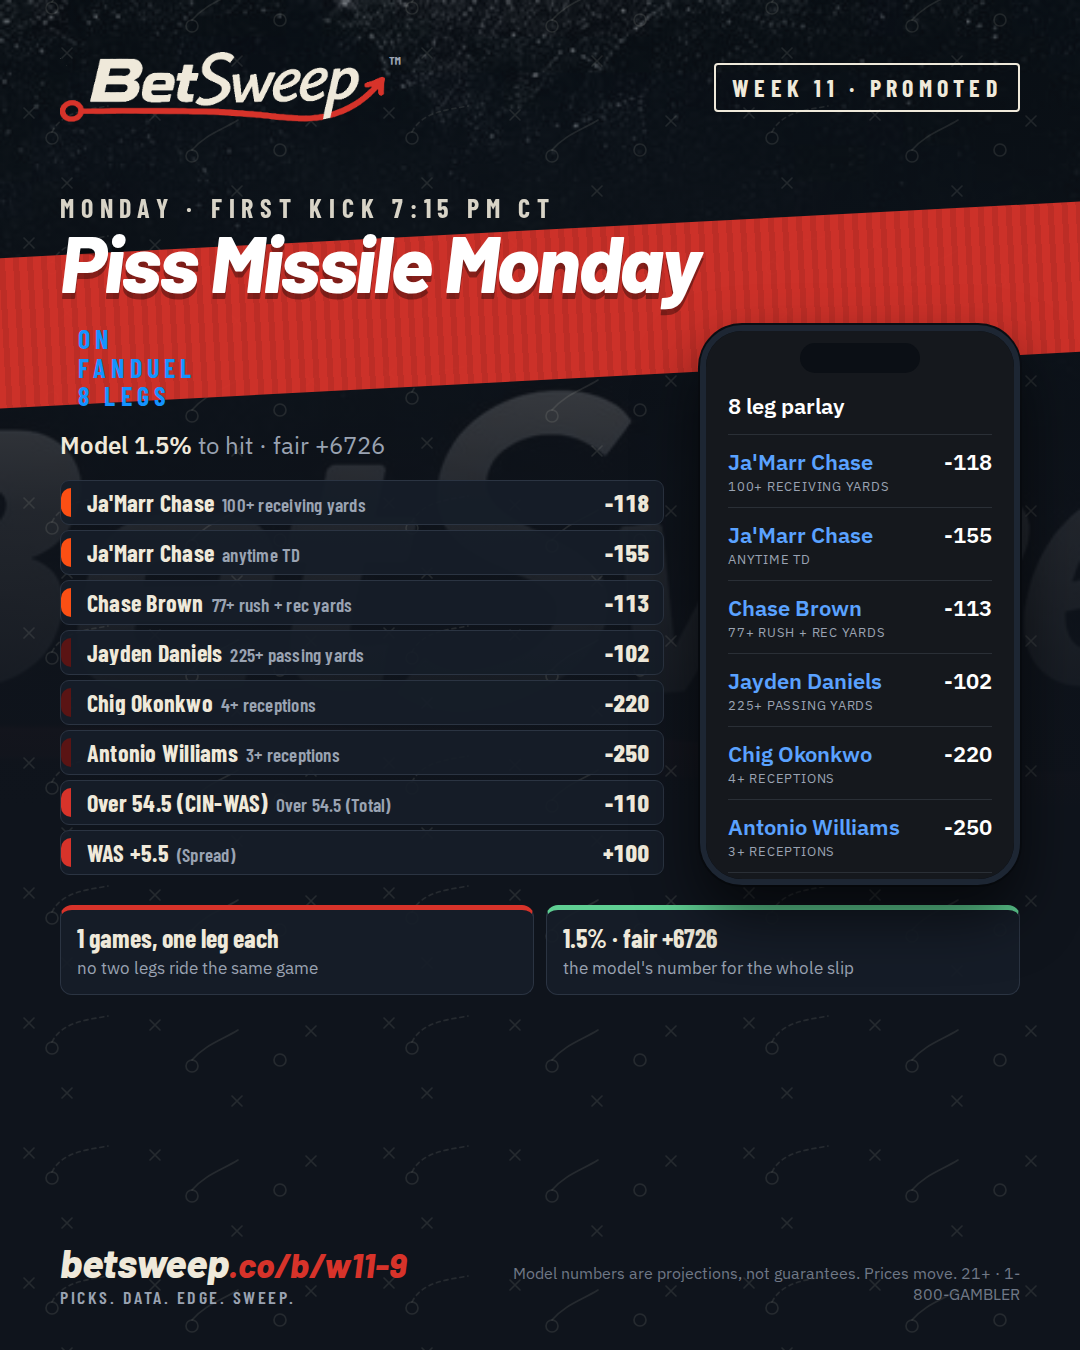 BetSweep™
WEEK 11 · PROMOTED
MONDAY · FIRST KICK 7:15 PM CT
Piss Missile Monday
ON
FANDUEL
8 LEGS
Model 1.5% to hit · fair +6726
Ja'Marr Chase 100+ receiving yards -118
Ja'Marr Chase anytime TD -155
Chase Brown 77+ rush + rec yards -113
Jayden Daniels 225+ passing yards -102
Chig Okonkwo 4+ receptions -220
Antonio Williams 3+ receptions -250
Over 54.5 (CIN-WAS) Over 54.5 (Total) -110
WAS +5.5 (Spread) +100
8 leg parlay
Ja'Marr Chase -118
100+ RECEIVING YARDS
Ja'Marr Chase -155
ANYTIME TD
Chase Brown -113
77+ RUSH + REC YARDS
Jayden Daniels -102
225+ PASSING YARDS
Chig Okonkwo -220
4+ RECEPTIONS
Antonio Williams -250
3+ RECEPTIONS
1 games, one leg each
no two legs ride the same game
1.5% · fair +6726
the model's number for the whole slip
betsweep.co/b/w11-9
PICKS. DATA. EDGE. SWEEP.
Model numbers are projections, not guarantees. Prices move. 21+ · 1-
800-GAMBLER